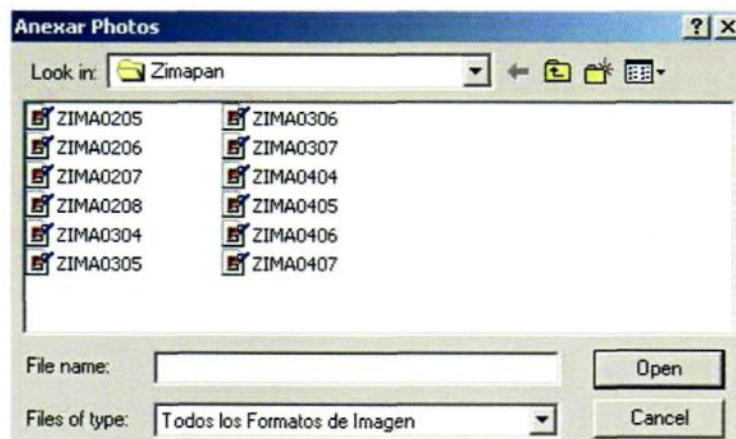 Anexar Photos
Look in: Zimapan
ZIMA0205 ZIMA0306
ZIMA0206 ZIMA0307
ZIMA0207 ZIMA0404
ZIMA0208 ZIMA0405
ZIMA0304 ZIMA0406
ZIMA0305 ZIMA0407
File name: Open
Files of type: Todos los Formatos de Imagen Cancel